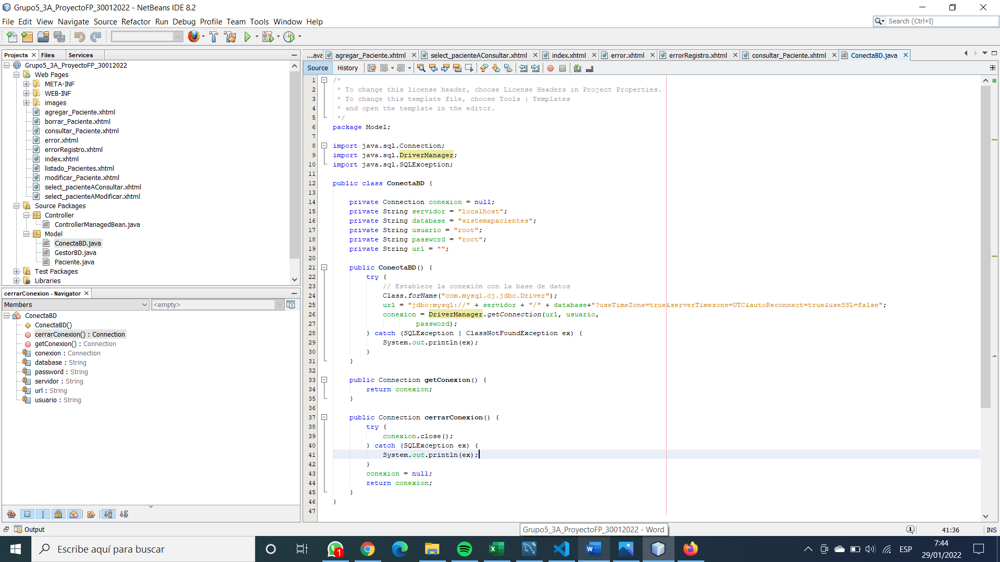 Grupo5_3A_ProyectoFP_30012022 - NetBeans IDE 8.2
File Edit View Navigate Source Refactor Run Debug Profile Team Tools Window Help
Search (Ctrl+I)
Projects Files Services
Grupo5_3A_ProyectoFP_30012022
Web Pages
META-INF
WEB-INF
images
agregar_Paciente.xhtml
borrar_Paciente.xhtml
consultar_Paciente.xhtml
error.xhtml
errorRegistro.xhtml
index.xhtml
listado_Pacientes.xhtml
modificar_Paciente.xhtml
select_pacienteAConsultar.xhtml
select_pacienteAModificar.xhtml
Source Packages
Controller
ControllerManagedBean.java
Model
ConectaBD.java
GestorBD.java
Paciente.java
Test Packages
Libraries
cerrarConexion - Navigator
Members <empty>
ConectaBD
ConectaBD()
cerrarConexion() : Connection
getConexion() : Connection
conexion : Connection
database : String
password : String
servidor : String
url : String
usuario : String
...ava agregar_Paciente.xhtml select_pacienteAConsultar.xhtml index.xhtml error.xhtml errorRegistro.xhtml consultar_Paciente.xhtml ConectaBD.java
Source History
1 /*
2 * To change this license header, choose License Headers in Project Properties.
3 * To change this template file, choose Tools | Templates
4 * and open the template in the editor.
5 */
6 package Model;
7
8 import java.sql.Connection;
9 import java.sql.DriverManager;
10 import java.sql.SQLException;
11
12 public class ConectaBD {
13
14 private Connection conexion = null;
15 private String servidor = "localhost";
16 private String database = "sistemapacientes";
17 private String usuario = "root";
18 private String password = "root";
19 private String url = "";
20
21 public ConectaBD() {
22 try {
23 // Establece la conexión con la base de datos
24 Class.forName("com.mysql.cj.jdbc.Driver");
25 url = "jdbc:mysql://" + servidor + "/" + database+"?useTimeZone=true&serverTimezone=UTC&autoReconnect=true&useSSL=false";
26 conexion = DriverManager.getConnection(url, usuario,
27 password);
28 } catch (SQLException | ClassNotFoundException ex) {
29 System.out.println(ex);
30 }
31 }
32
33 public Connection getConexion() {
34 return conexion;
35 }
36
37 public Connection cerrarConexion() {
38 try {
39 conexion.close();
40 } catch (SQLException ex) {
41 System.out.println(ex);
42 }
43 conexion = null;
44 return conexion;
45 }
46 }
47
Output
Grupo5_3A_ProyectoFP_30012022 - Word
1
41:36 INS
Escribe aquí para buscar
1
ESP
7:44
29/01/2022